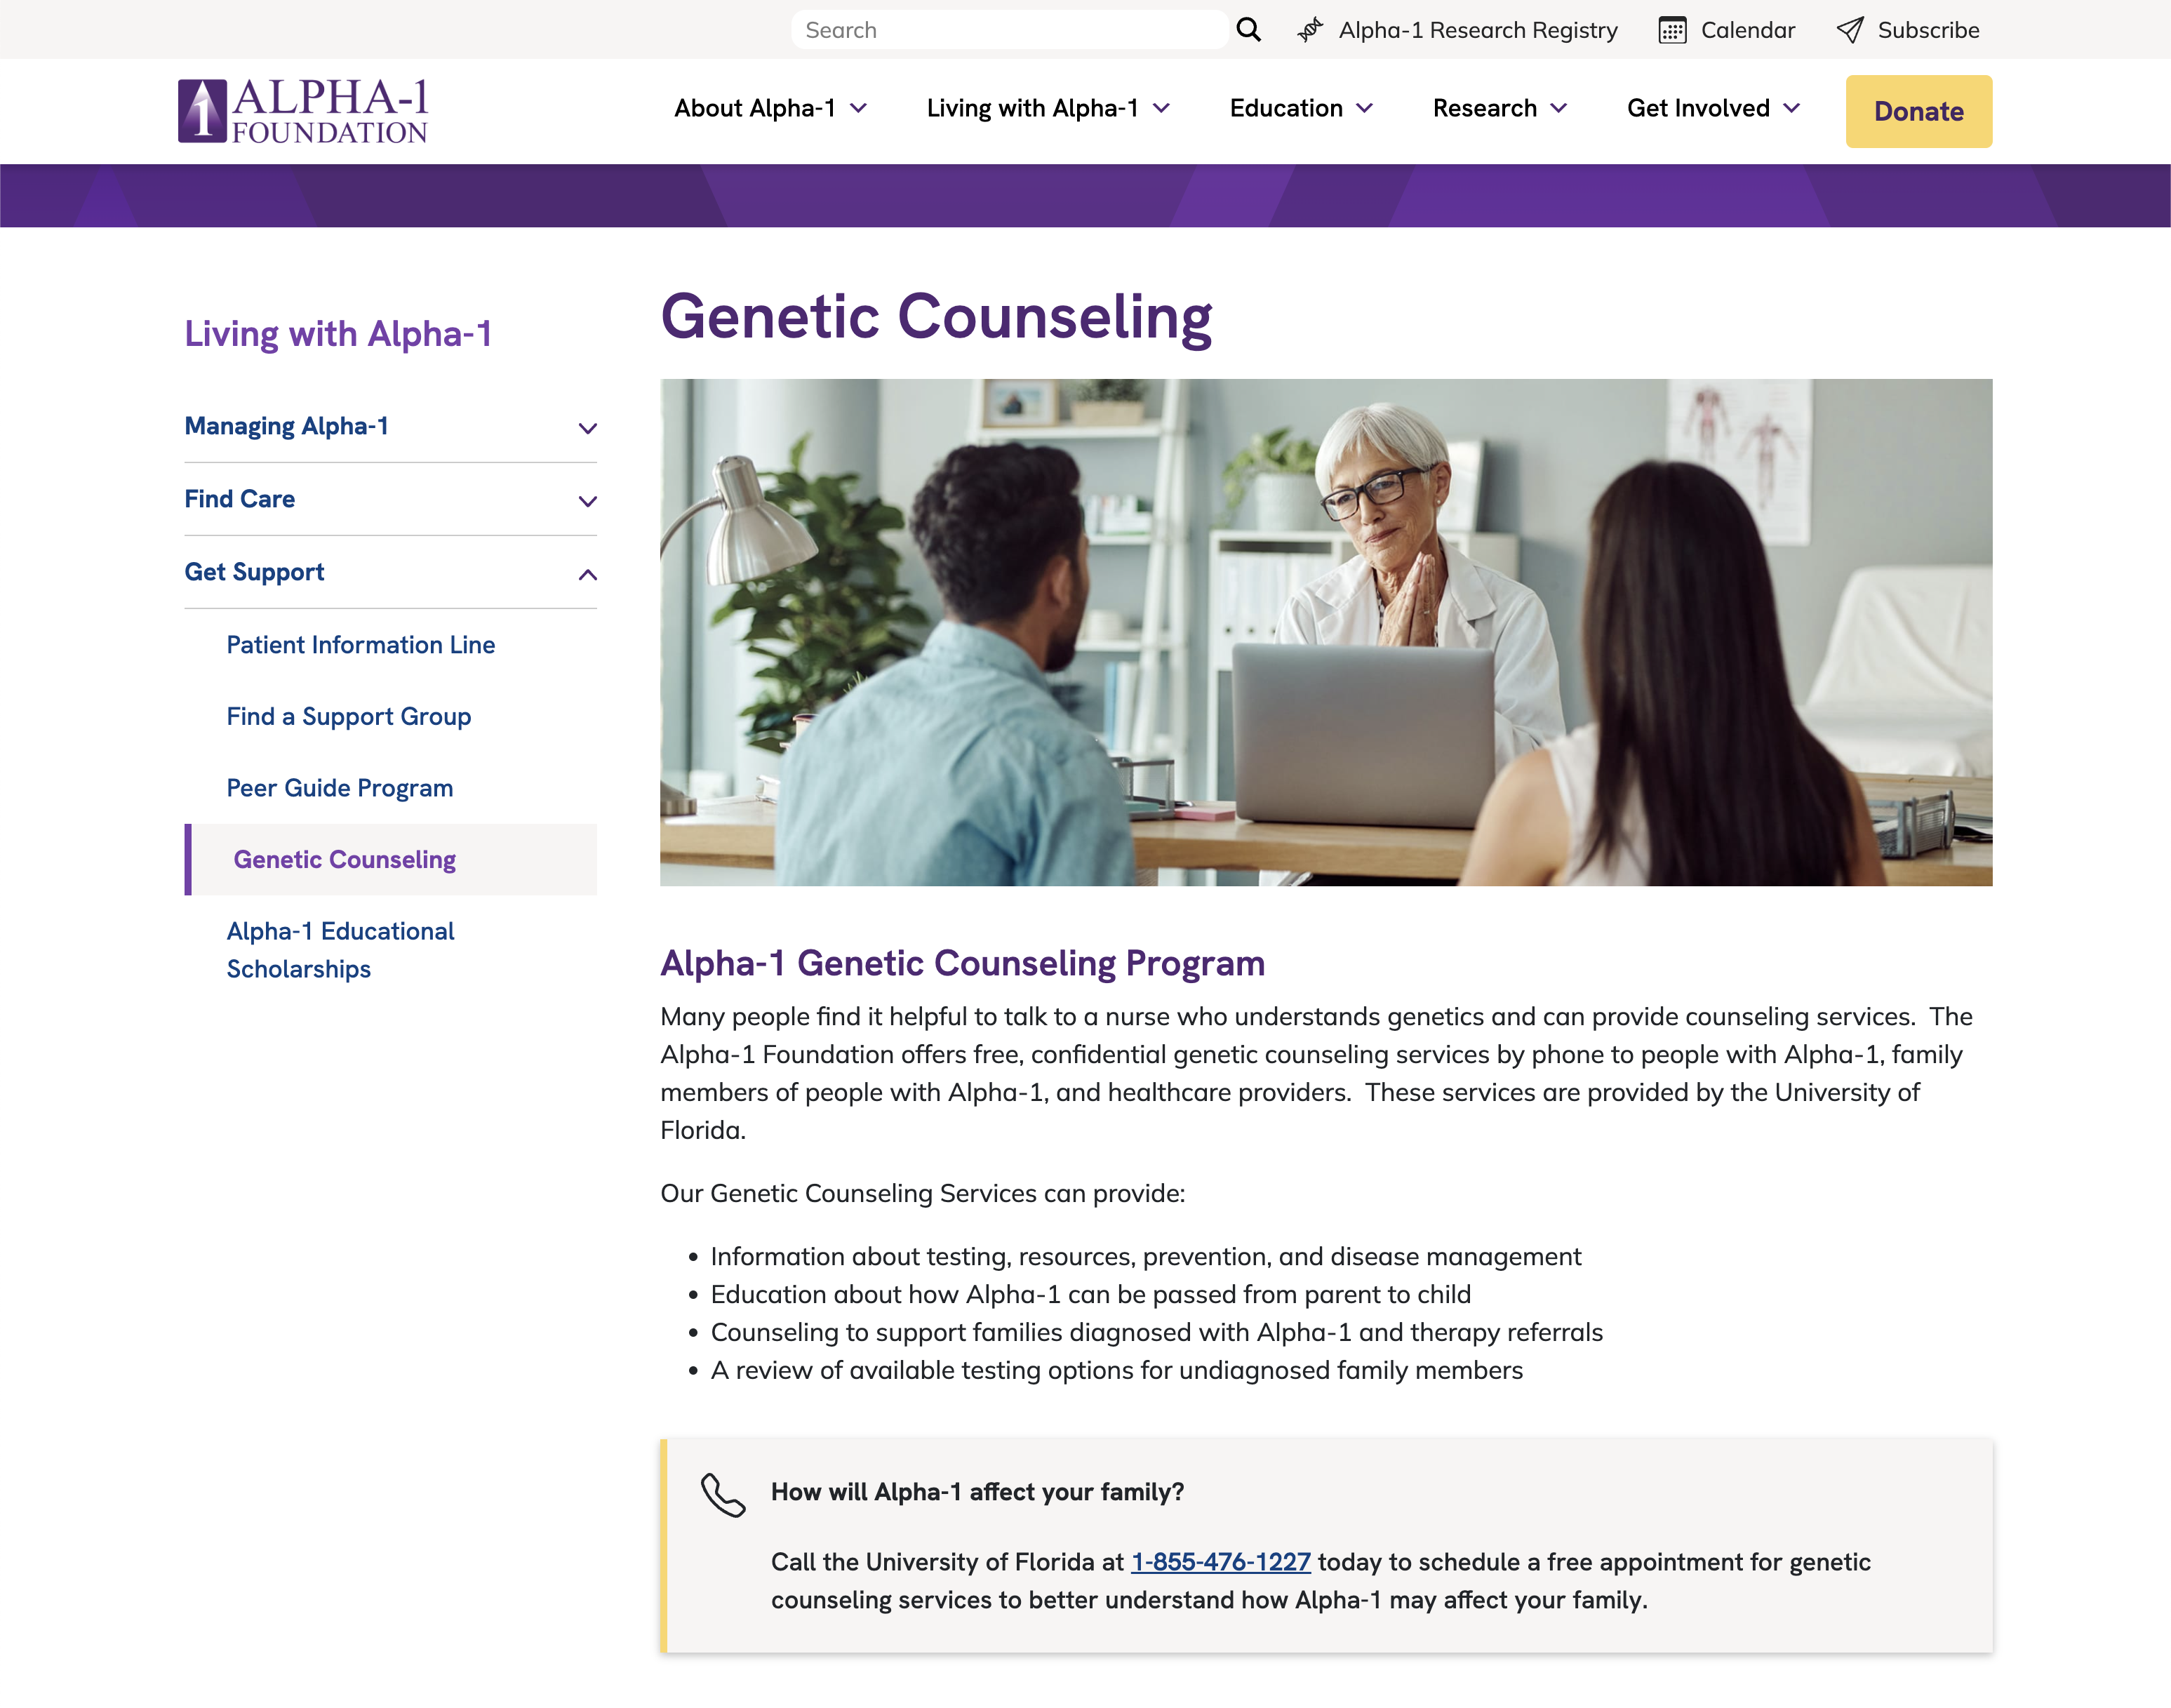 Search
Alpha-1 Research Registry
Calendar
Subscribe
ALPHA-1
FOUNDATION
About Alpha-1
Living with Alpha-1
Education
Research
Get Involved
Donate
Living with Alpha-1
Managing Alpha-1
Find Care
Get Support
Patient Information Line
Find a Support Group
Peer Guide Program
Genetic Counseling
Alpha-1 Educational
Scholarships
Genetic Counseling
Alpha-1 Genetic Counseling Program
Many people find it helpful to talk to a nurse who understands genetics and can provide counseling services.  The
Alpha-1 Foundation offers free, confidential genetic counseling services by phone to people with Alpha-1, family
members of people with Alpha-1, and healthcare providers.  These services are provided by the University of
Florida.
Our Genetic Counseling Services can provide:
• Information about testing, resources, prevention, and disease management
• Education about how Alpha-1 can be passed from parent to child
• Counseling to support families diagnosed with Alpha-1 and therapy referrals
• A review of available testing options for undiagnosed family members
How will Alpha-1 affect your family?
Call the University of Florida at 1-855-476-1227 today to schedule a free appointment for genetic
counseling services to better understand how Alpha-1 may affect your family.